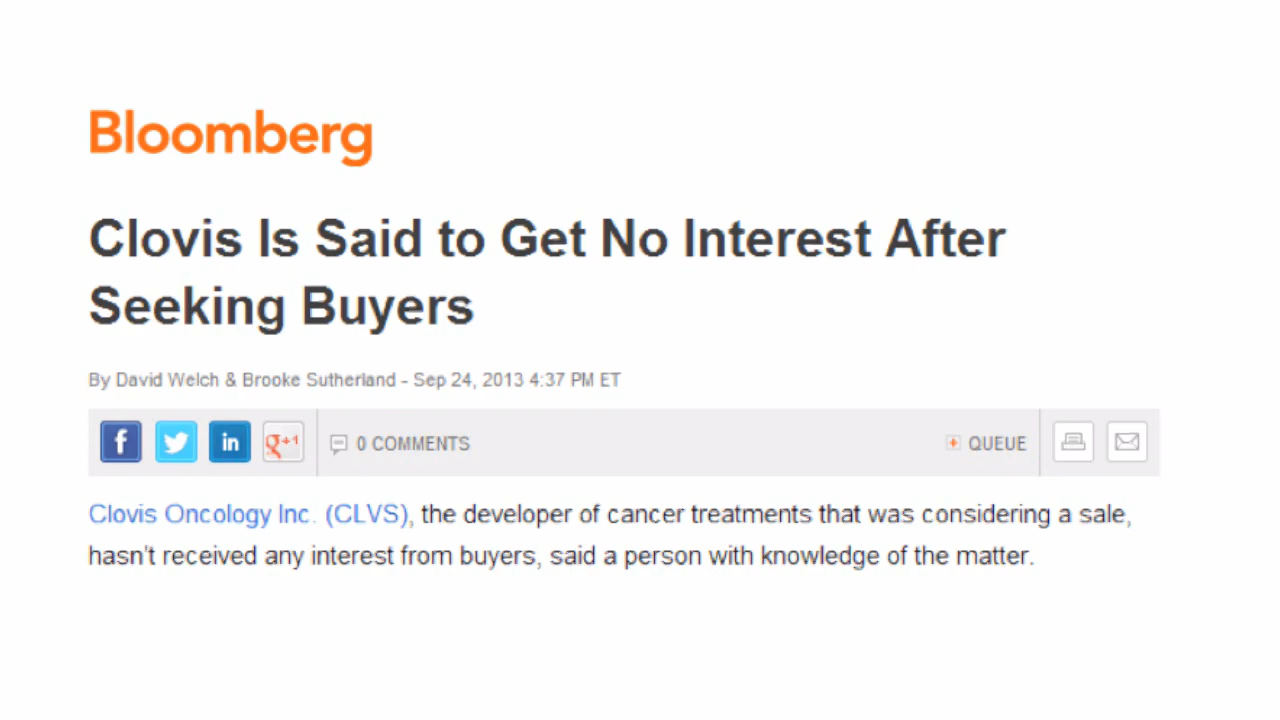 Bloomberg
Clovis Is Said to Get No Interest After
Seeking Buyers
By David Welch & Brooke Sutherland - Sep 24, 2013 4:37 PM ET
f in g+1 0 COMMENTS + QUEUE
Clovis Oncology Inc. (CLVS), the developer of cancer treatments that was considering a sale,
hasn't received any interest from buyers, said a person with knowledge of the matter.